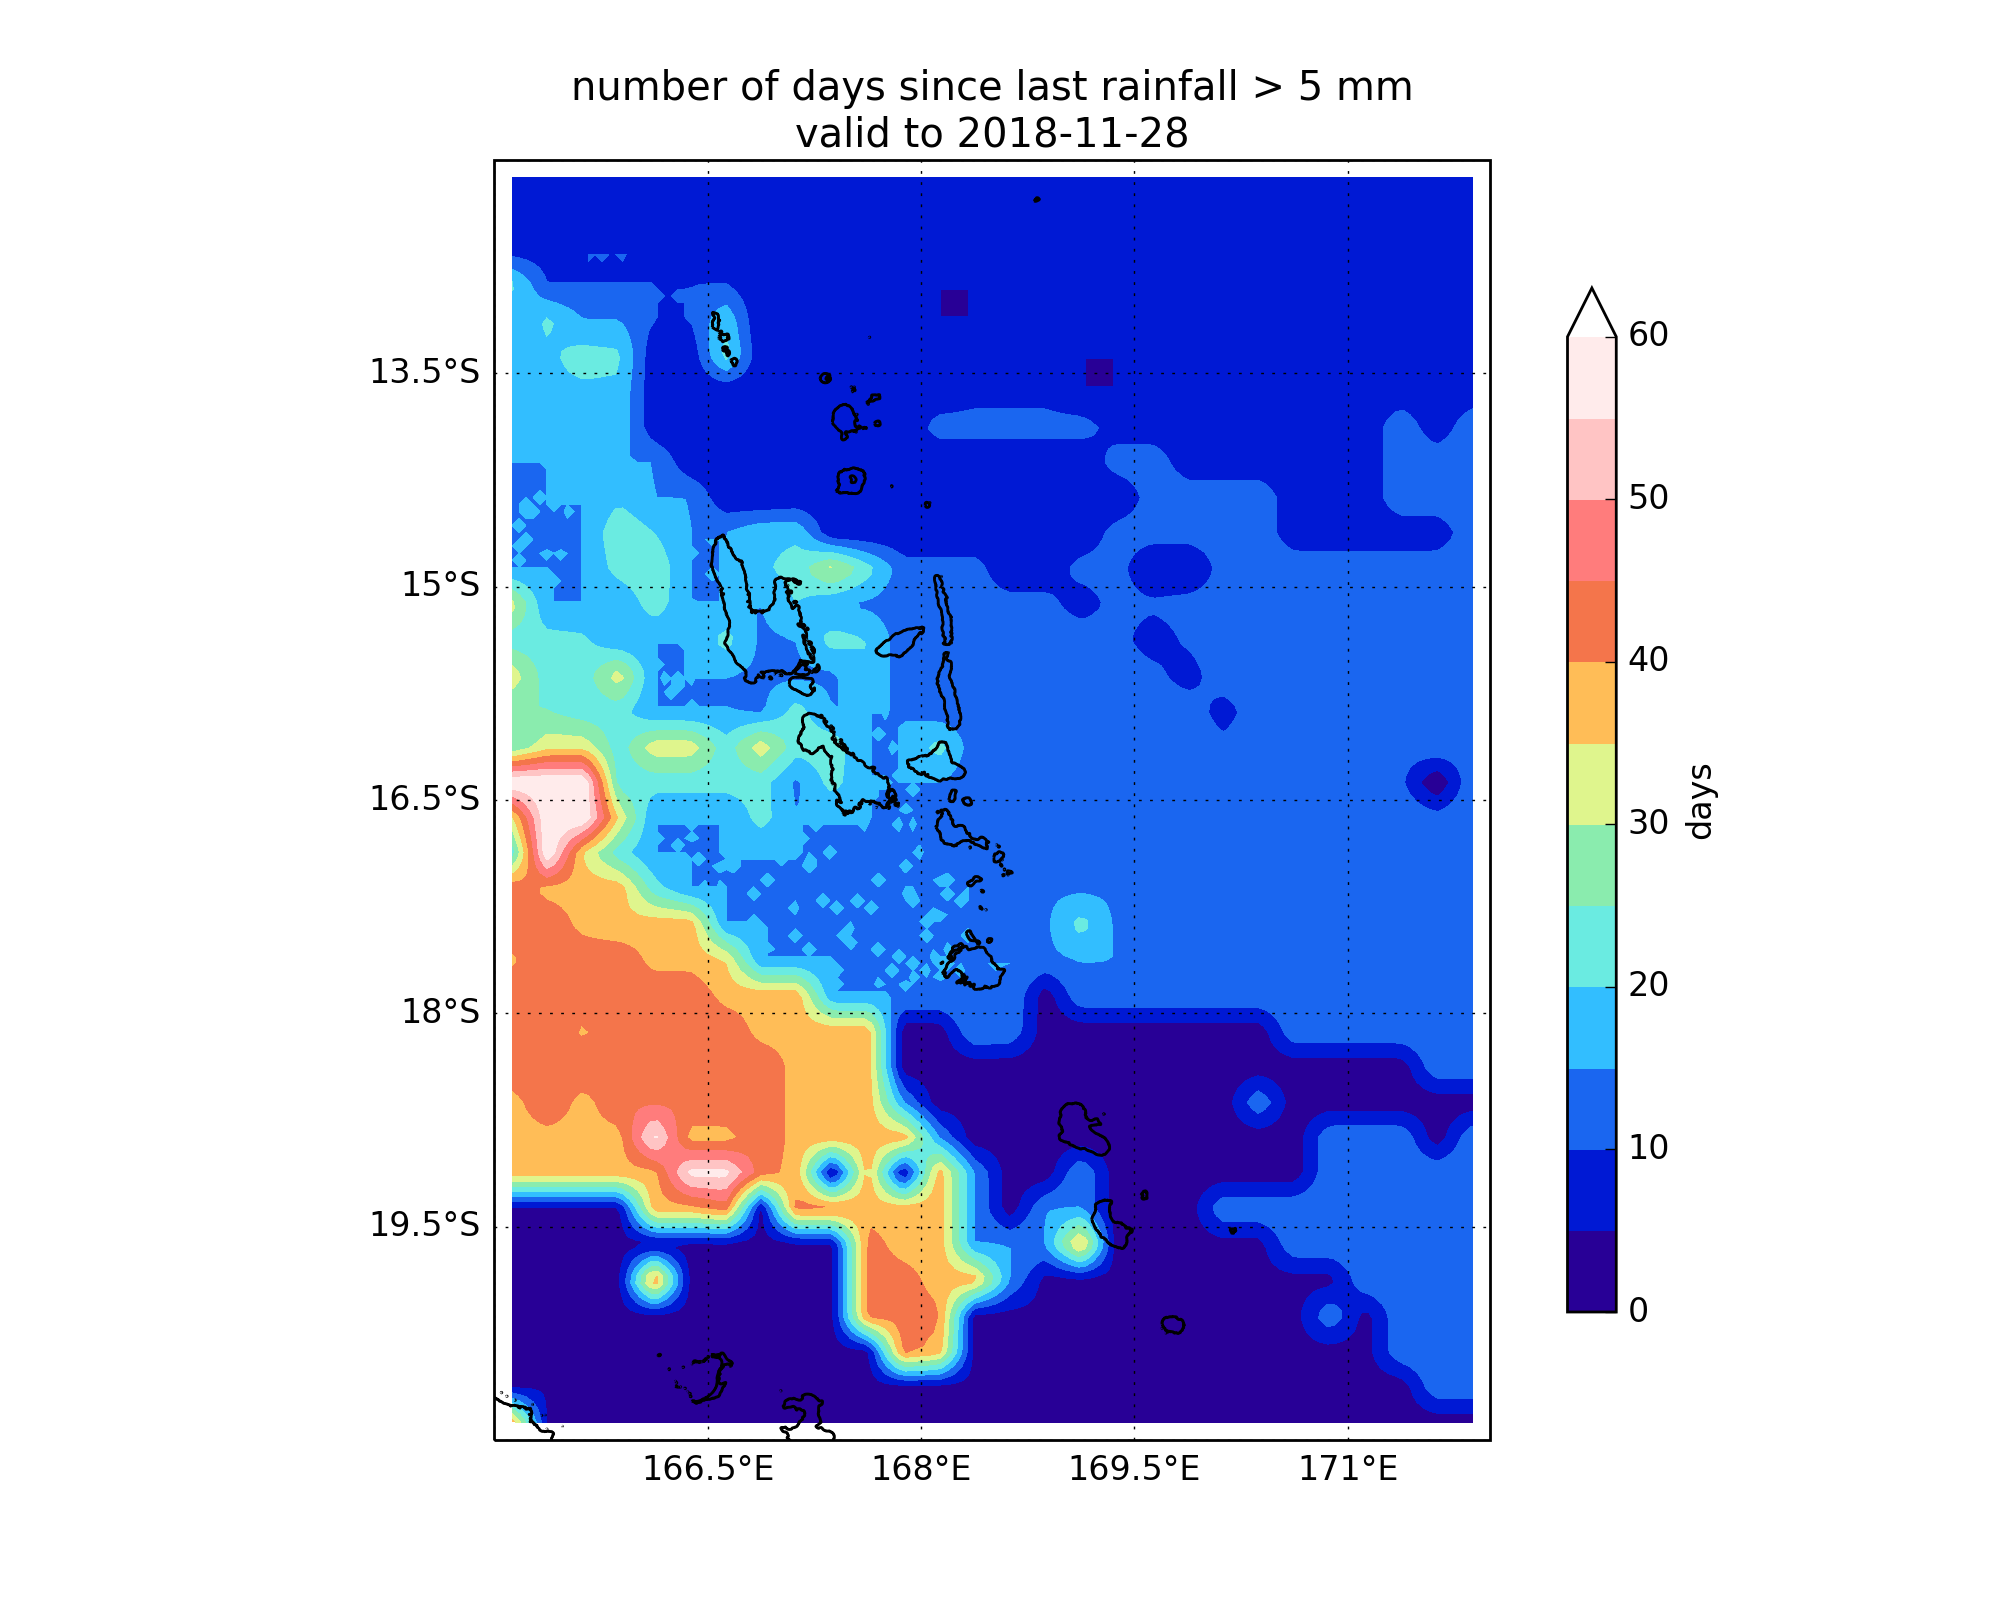 number of days since last rainfall > 5 mm
valid to 2018-11-28
13.5°S
15°S
16.5°S
18°S
19.5°S
166.5°E
168°E
169.5°E
171°E
60
50
40
30
20
10
0
days